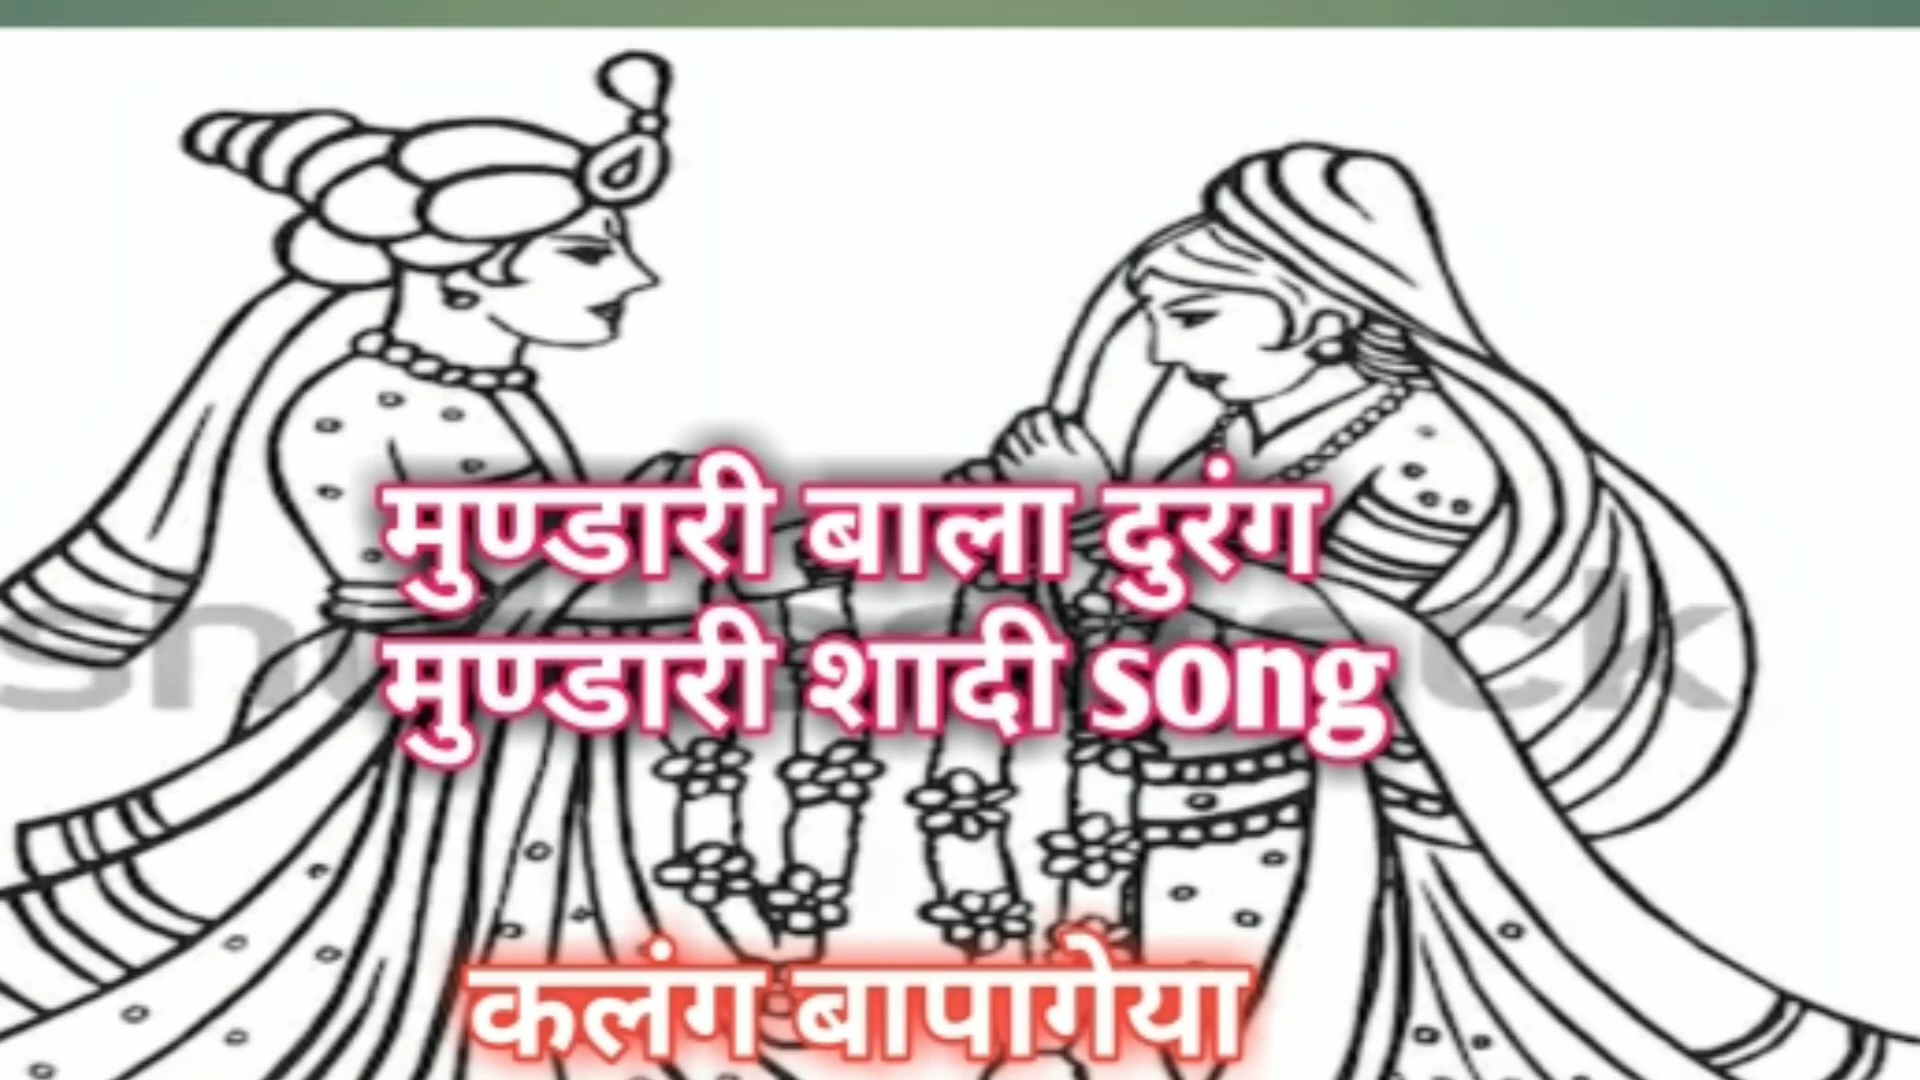 मुण्डारी बाला दुरंग
मुण्डारी शादी song
कलंग बापागेया